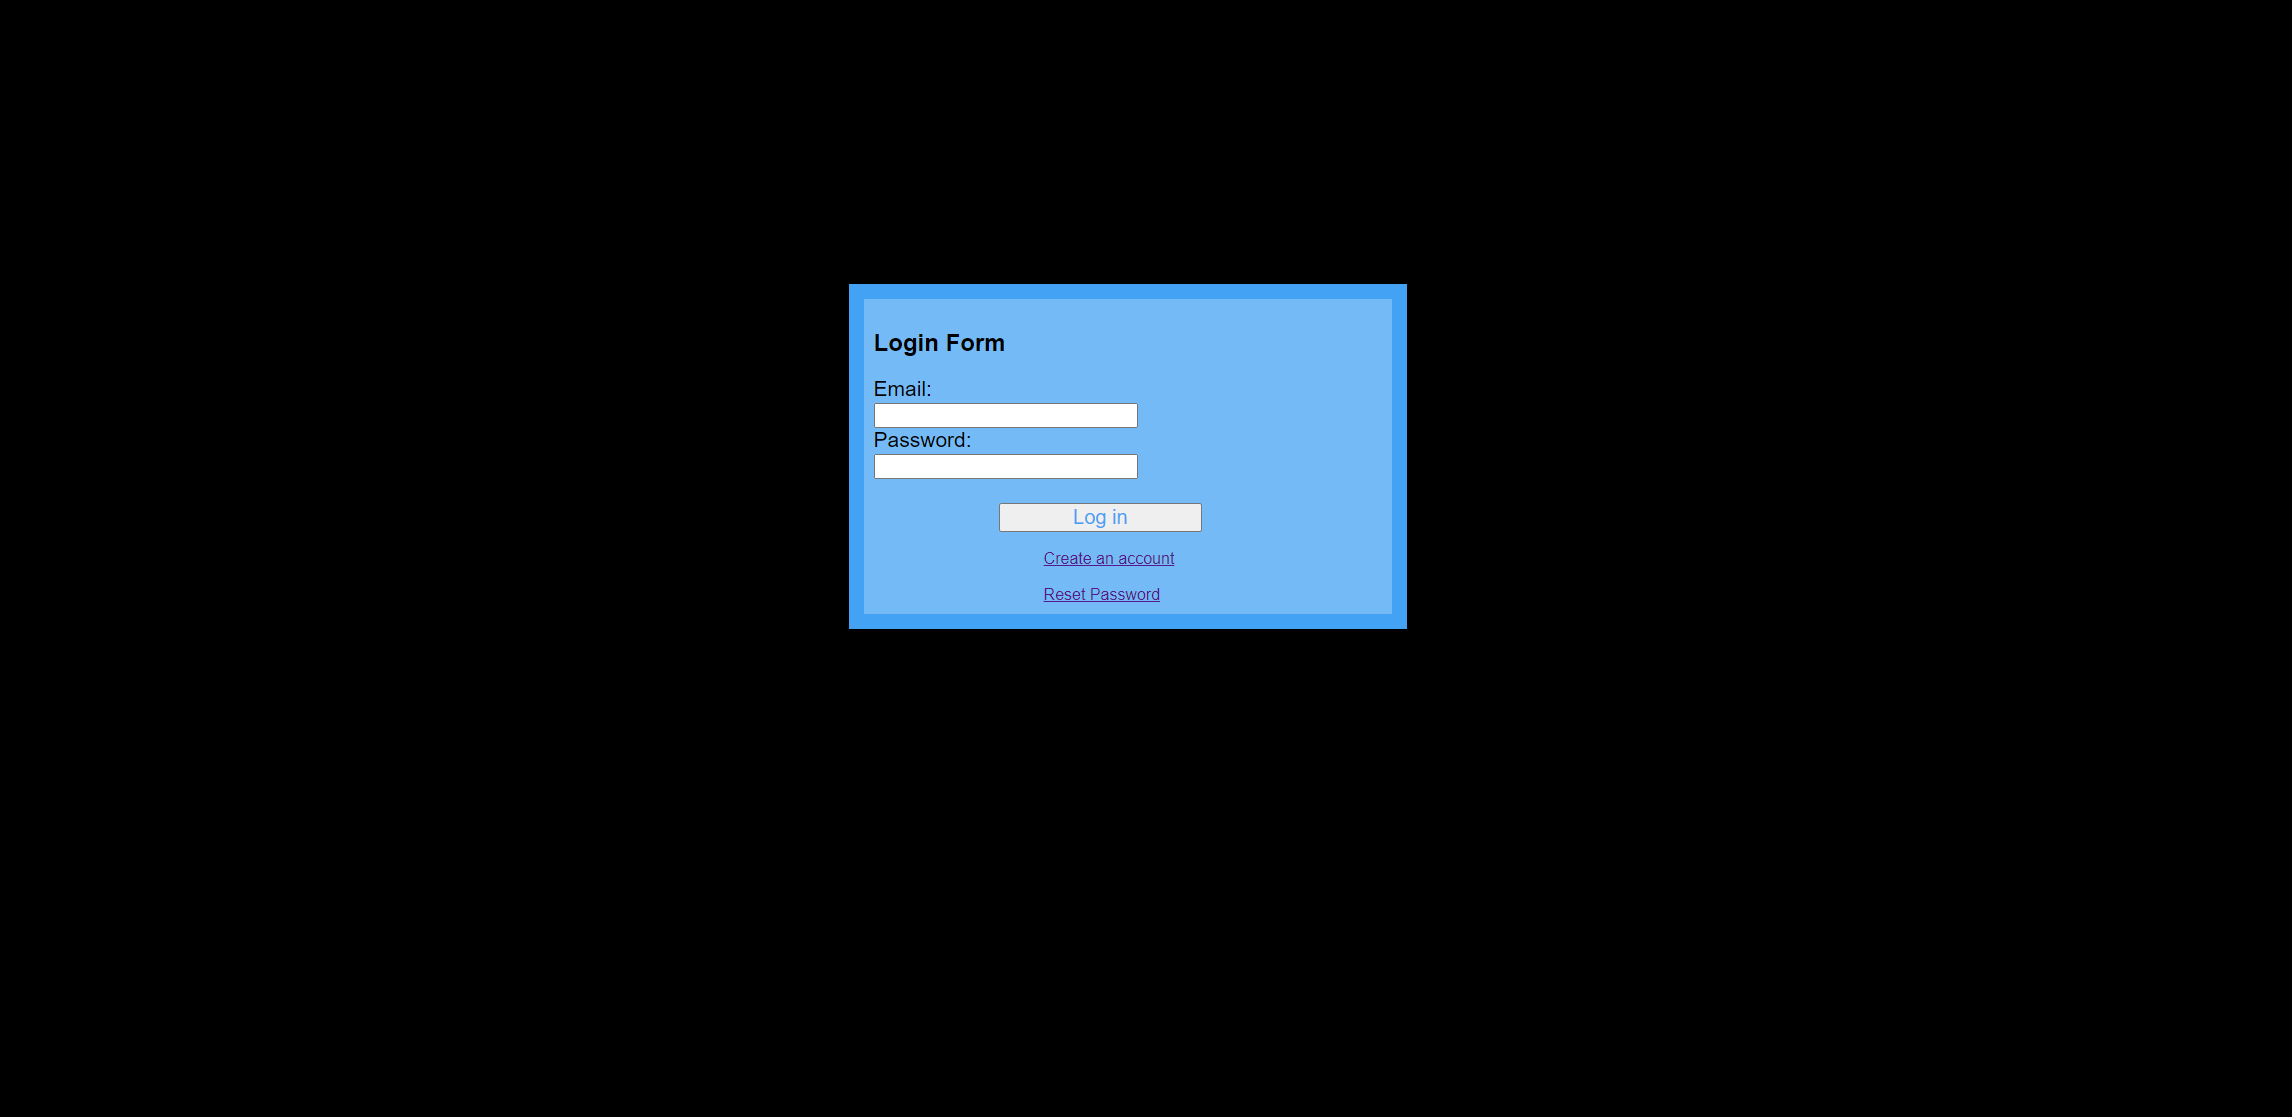 Login Form
Email:
Password:
Log in
Create an account
Reset Password